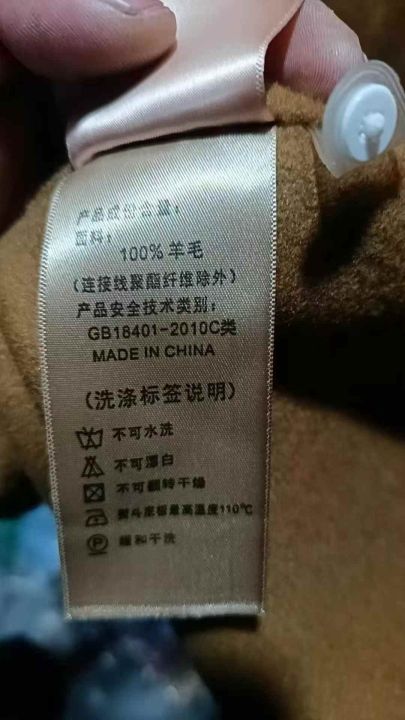 产品成份含量：
面料：
100%羊毛
（连接线聚酯纤维除外）
产品安全技术类别：
GB18401-2010C类
MADE IN CHINA
（洗涤标签说明）
不可水洗
不可漂白
不可翻转干燥
熨斗底板最高温度110℃
P 缓和干洗